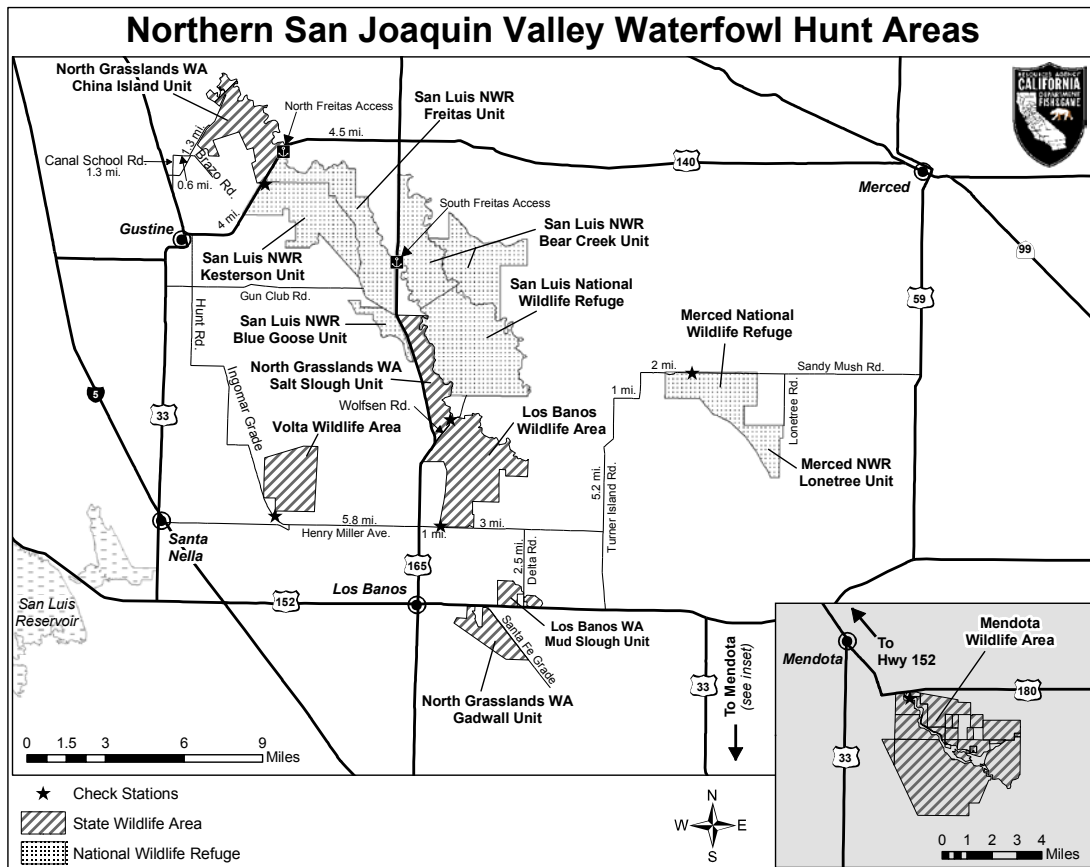 Northern San Joaquin Valley Waterfowl Hunt Areas
North Grasslands WA
China Island Unit
North Freitas Access
San Luis NWR
Freitas Unit
RESOURCES AGENCY
CALIFORNIA
DEPARTMENT
FISH&GAME
4.5 mi.
1.3 mi.
Canal School Rd.
1.3 mi.
0.6 mi.
Brazo Rd.
140
Merced
4 mi.
Gustine
South Freitas Access
San Luis NWR
Bear Creek Unit
San Luis NWR
Kesterson Unit
99
Gun Club Rd.
San Luis National
Wildlife Refuge
59
Hunt Rd.
San Luis NWR
Blue Goose Unit
Merced National
Wildlife Refuge
North Grasslands WA
Salt Slough Unit
2 mi.
Sandy Mush Rd.
5
33
Ingomar Grade
Wolfsen Rd.
1 mi.
Lonetree Rd.
Los Banos
Wildlife Area
Volta Wildlife Area
Merced NWR
Lonetree Unit
5.2 mi.
Turner Island Rd.
Santa
Nella
5.8 mi.
Henry Miller Ave.
1 mi.
3 mi.
2.5 mi.
Delta Rd.
165
San Luis
Reservoir
152
Los Banos
Los Banos WA
Mud Slough Unit
Santa Fe Grade
North Grasslands WA
Gadwall Unit
33
To Mendota
(see inset)
Mendota
To
Hwy 152
Mendota
Wildlife Area
180
33
0 1 2 3 4
Miles
0 1.5 3 6 9
Miles
Check Stations
State Wildlife Area
National Wildlife Refuge
N
W E
S